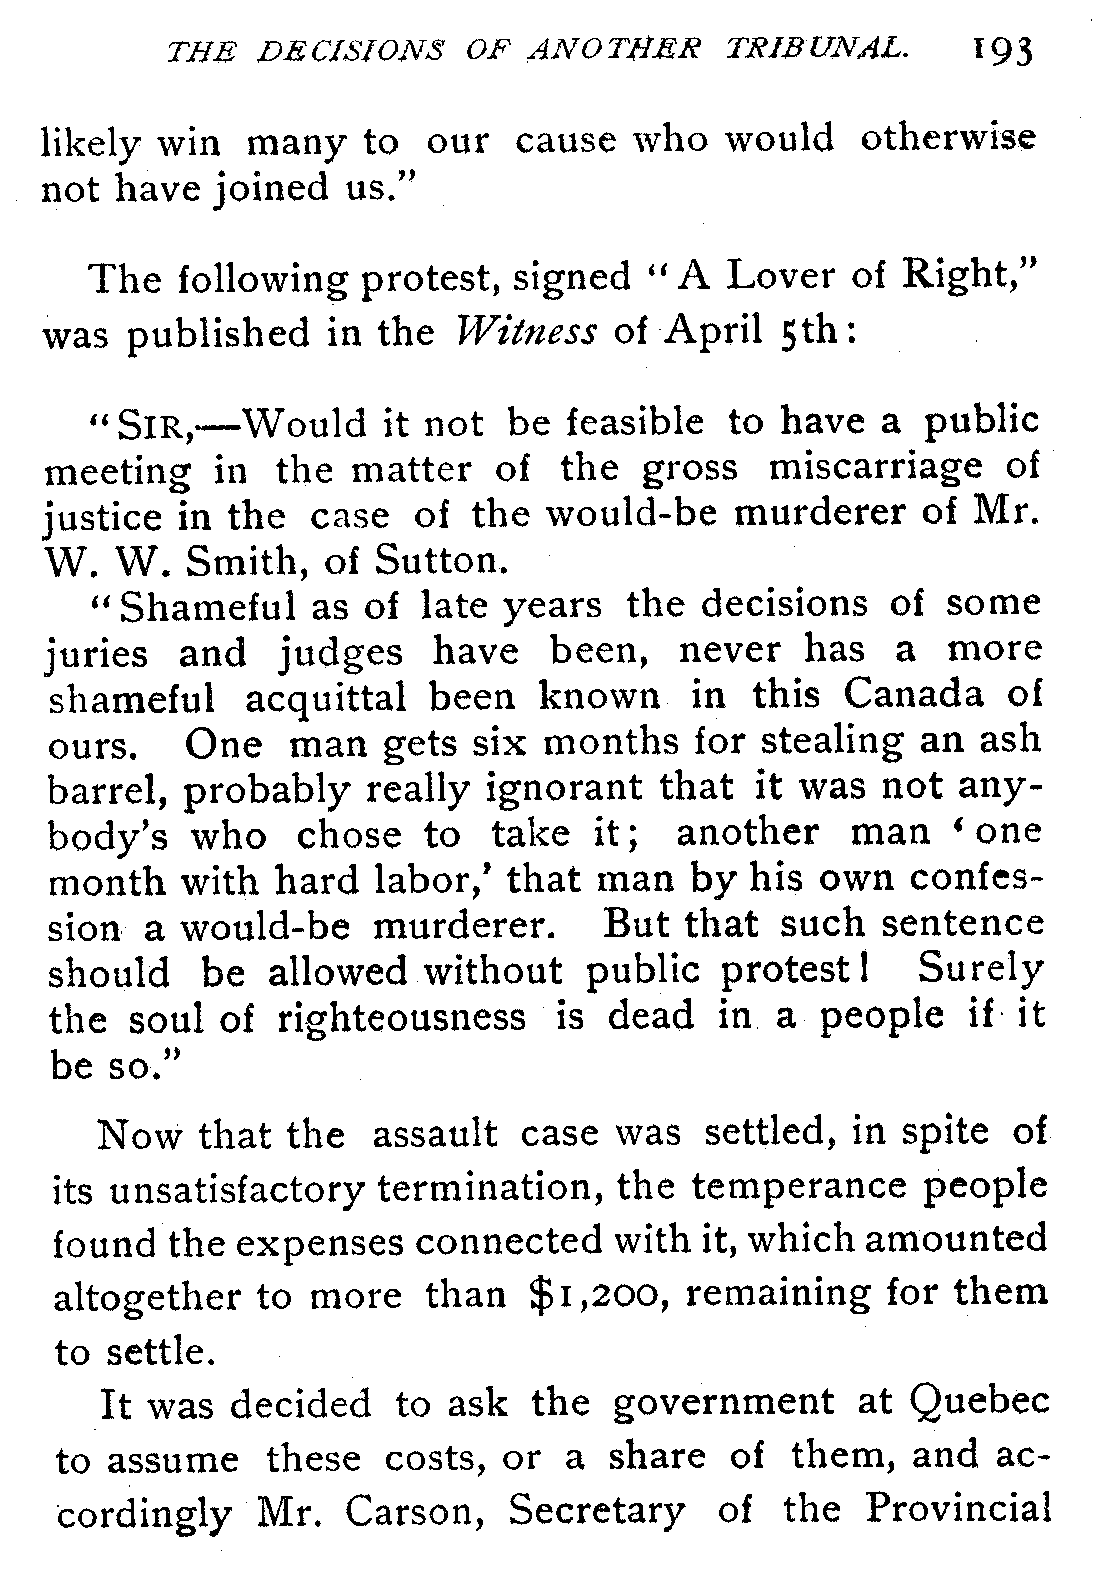 THE DECISIONS OF ANOTHER TRIBUNAL. 193
likely win many to our cause who would otherwise
not have joined us.”
The following protest, signed “A Lover of Right,”
was published in the Witness of April 5th:
“SIR,—Would it not be feasible to have a public
meeting in the matter of the gross miscarriage of
justice in the case of the would-be murderer of Mr.
W. W. Smith, of Sutton.
“Shameful as of late years the decisions of some
juries and judges have been, never has a more
shameful acquittal been known in this Canada of
ours. One man gets six months for stealing an ash
barrel, probably really ignorant that it was not any-
body’s who chose to take it; another man ‘one
month with hard labor,’ that man by his own confes-
sion a would-be murderer. But that such sentence
should be allowed without public protest! Surely
the soul of righteousness is dead in a people if it
be so.”
Now that the assault case was settled, in spite of
its unsatisfactory termination, the temperance people
found the expenses connected with it, which amounted
altogether to more than $1,200, remaining for them
to settle.
It was decided to ask the government at Quebec
to assume these costs, or a share of them, and ac-
cordingly Mr. Carson, Secretary of the Provincial